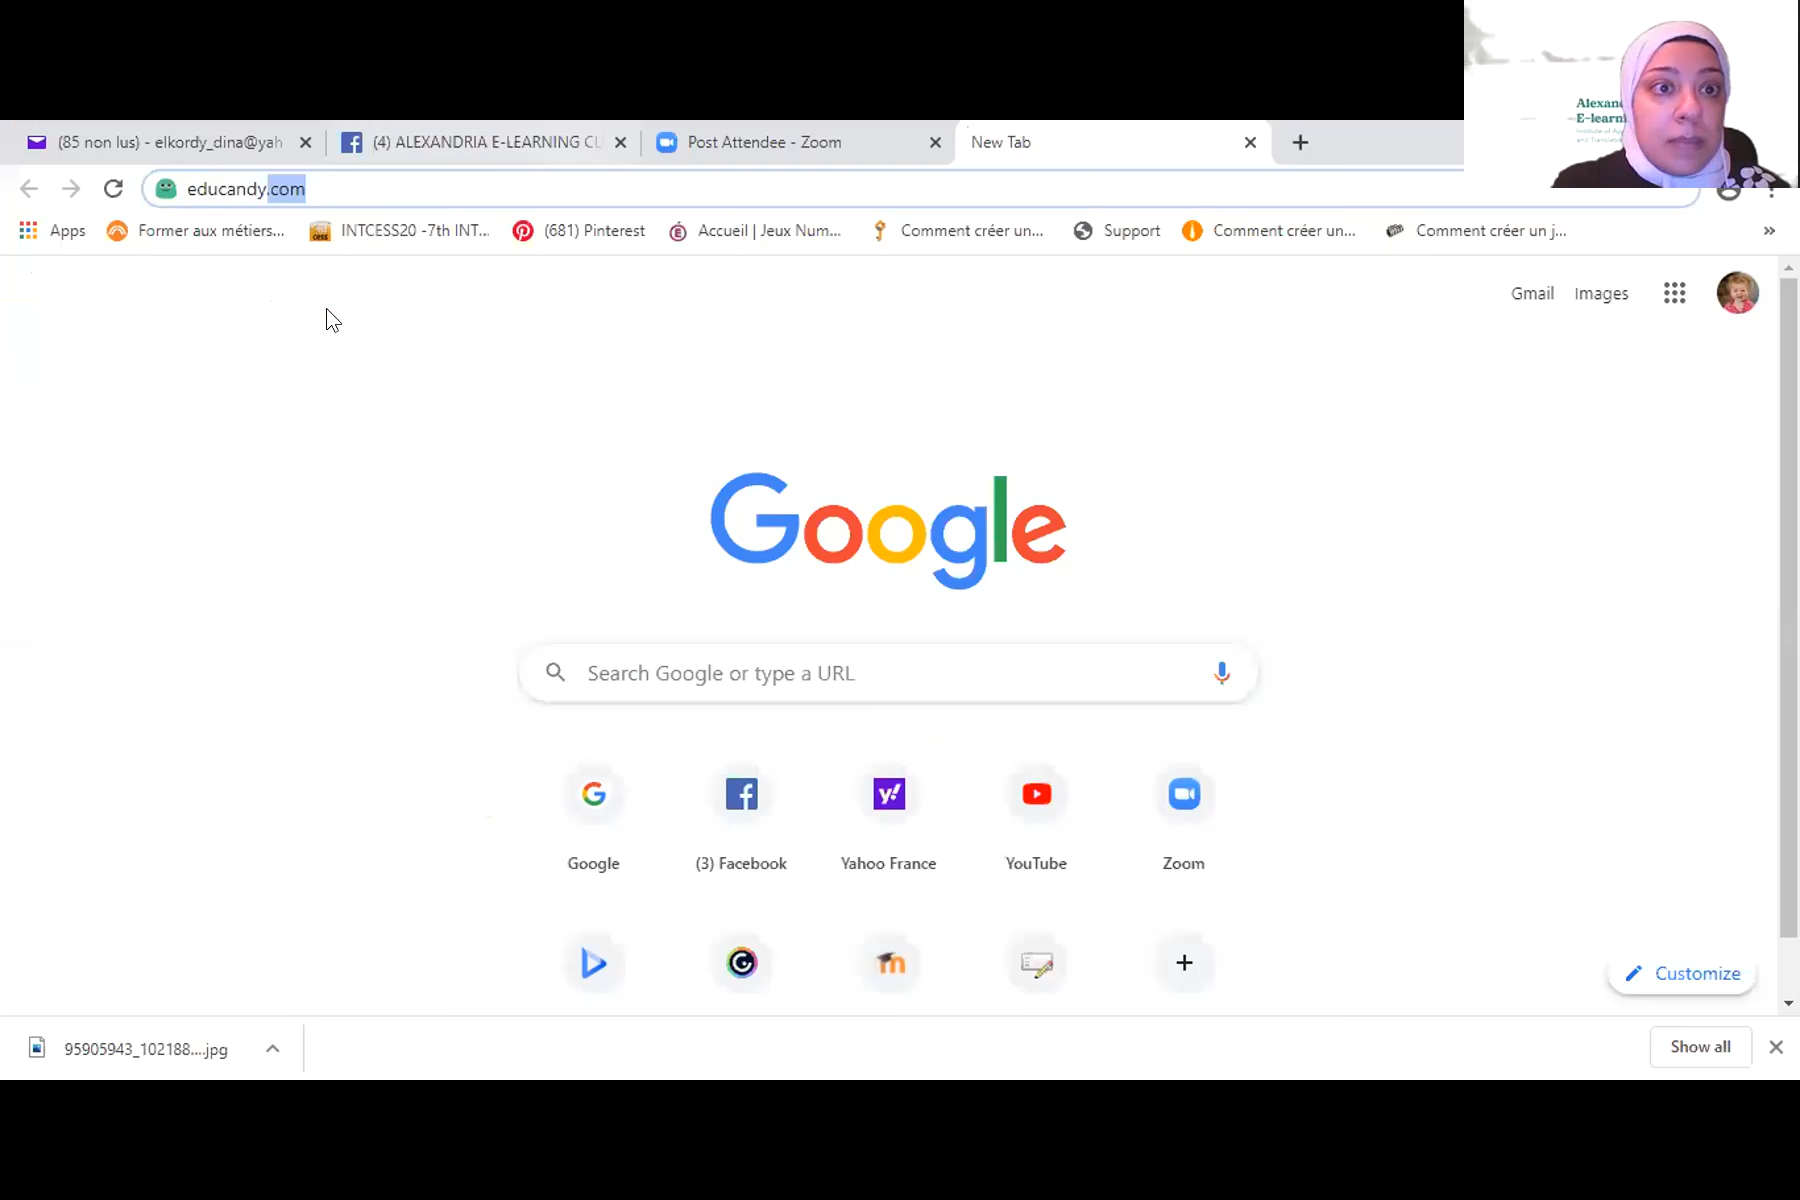 Alexan
E-learni
(85 non lus) - elkordy_dina@yah
(4) ALEXANDRIA E-LEARNING CL
Post Attendee - Zoom
New Tab
educandy.com
Apps
Former aux métiers...
INTCESS20 -7th INT...
(681) Pinterest
Accueil | Jeux Num...
Comment créer un...
Support
Comment créer un...
Comment créer un j...
Gmail
Images
Google
Search Google or type a URL
Google
(3) Facebook
Yahoo France
YouTube
Zoom
Customize
95905943_102188....jpg
Show all